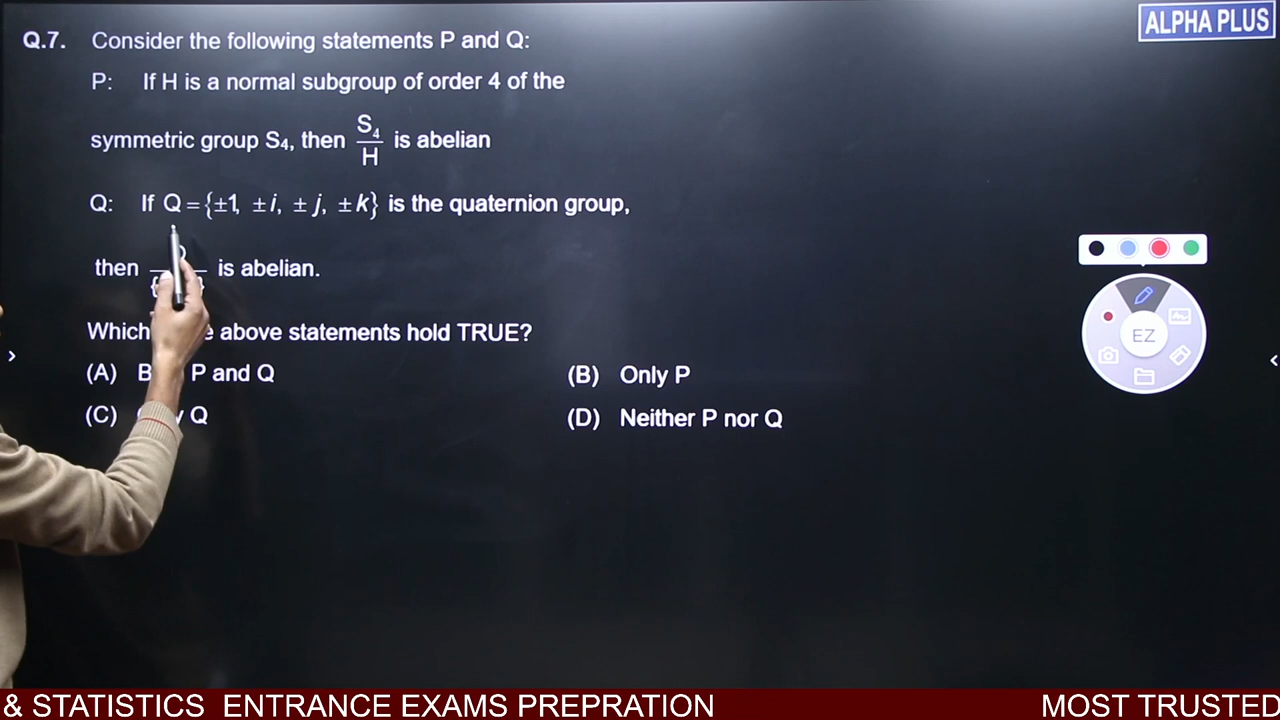 ALPHA PLUS
Q.7. Consider the following statements P and Q:
P: If H is a normal subgroup of order 4 of the
symmetric group S₄, then S₄/H is abelian
Q: If Q = {±1, ±i, ±j, ±k} is the quaternion group,
then is abelian.
Which above statements hold TRUE?
(A) P and Q
(B) Only P
(C) Q
(D) Neither P nor Q
EZ
& STATISTICS ENTRANCE EXAMS PREPRATION MOST TRUSTED